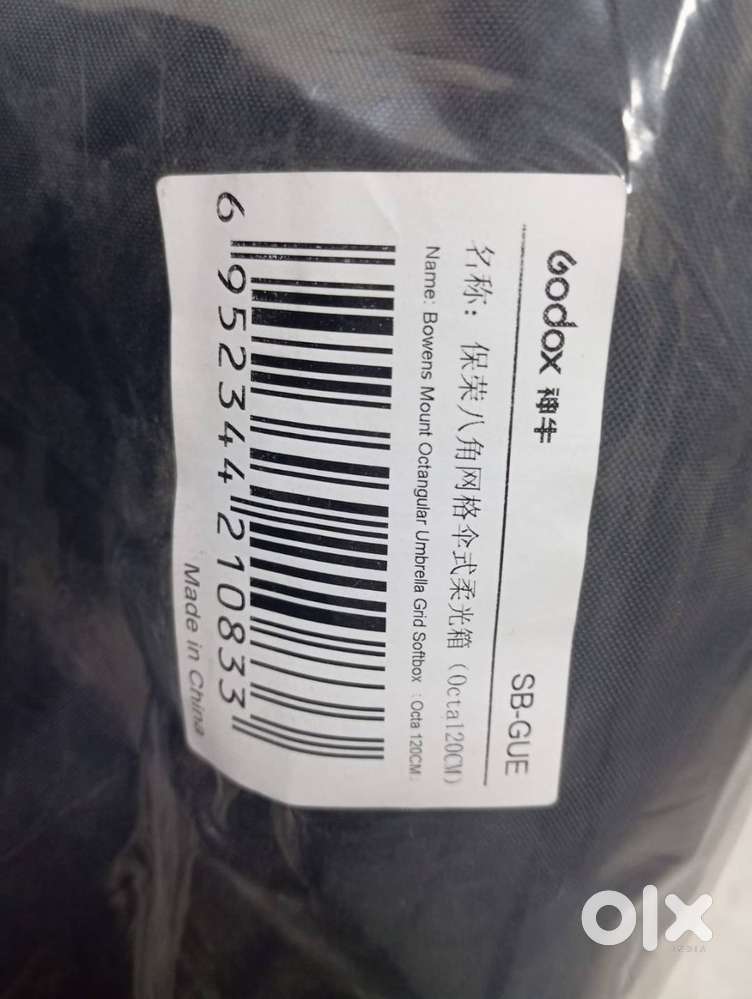 Godox 神牛
SB-GUE
名称：保荣八角网格伞式柔光箱（Octa120CM）
Name: Bowens Mount Octangular Umbrella Grid Softbox（Octa 120CM）
6 952344 210833
Made in China
olx
INDIA